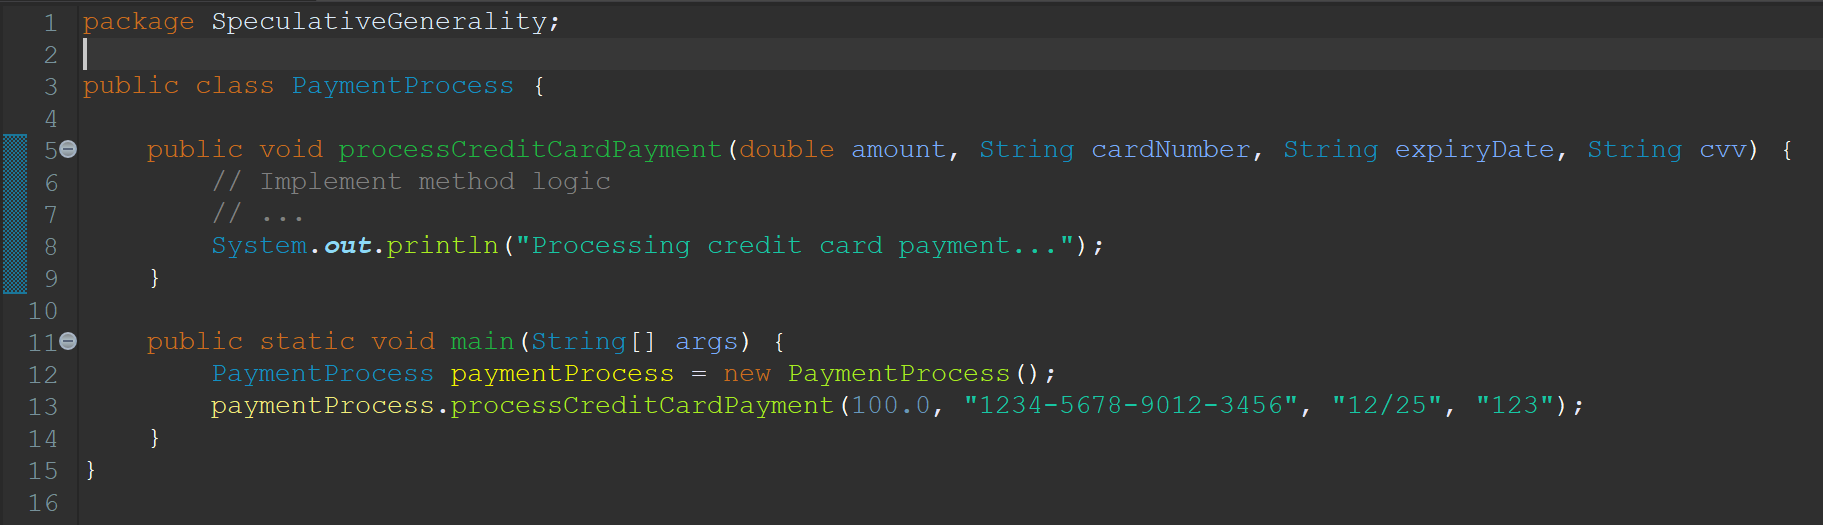 1 package SpeculativeGenerality;
2
3 public class PaymentProcess {
4
5     public void processCreditCardPayment(double amount, String cardNumber, String expiryDate, String cvv) {
6         // Implement method logic
7         // ...
8         System.out.println("Processing credit card payment...");
9     }
10
11     public static void main(String[] args) {
12         PaymentProcess paymentProcess = new PaymentProcess();
13         paymentProcess.processCreditCardPayment(100.0, "1234-5678-9012-3456", "12/25", "123");
14     }
15 }
16